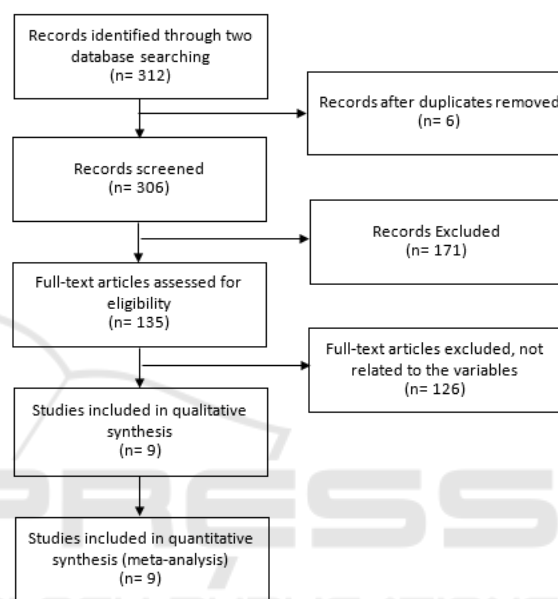 Records identified through two
database searching
(n= 312)
Records after duplicates removed
(n= 6)
Records screened
(n= 306)
Records Excluded
(n= 171)
Full-text articles assessed for
eligibility
(n= 135)
Full-text articles excluded, not
related to the variables
(n= 126)
Studies included in qualitative
synthesis
(n= 9)
Studies included in quantitative
synthesis (meta-analysis)
(n= 9)
PRESS